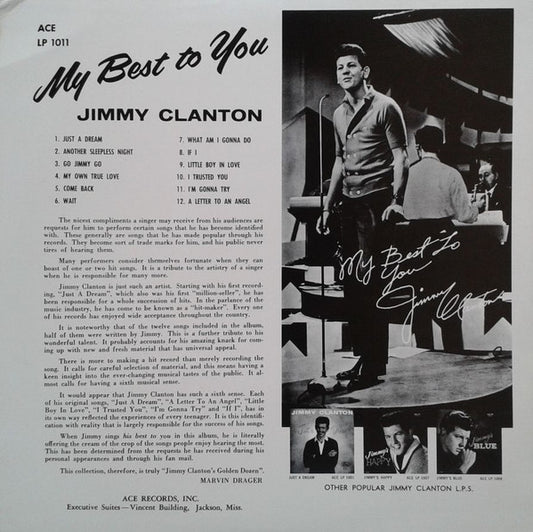 ACE
LP 1011
My Best to You
JIMMY CLANTON
1. JUST A DREAM
2. ANOTHER SLEEPLESS NIGHT
3. GO JIMMY GO
4. MY OWN TRUE LOVE
5. COME BACK
6. WAIT
7. WHAT AM I GONNA DO
8. IF I
9. LITTLE BOY IN LOVE
10. I TRUSTED YOU
11. I'M GONNA TRY
12. A LETTER TO AN ANGEL
The nicest compliments a singer may receive from his audiences are
requests for him to perform certain songs that he has become identified
with. These generally are songs that he has made popular through his
records. They become sort of trade marks for him, and his public never
tires of hearing them.
Many performers consider themselves fortunate when they can
boast of one or two hit songs. It is a tribute to the artistry of a singer
when he is responsible for many more.
Jimmy Clanton is just such an artist. Starting with his first record-
ing, "Just A Dream", which also was his first "million-seller", he has
been responsible for a whole succession of hits. In the parlance of the
music industry, he has come to be known as a "hit-maker". Every one
of his records has enjoyed wide acceptance throughout the country.
It is noteworthy that of the twelve songs included in the album,
half of them were written by Jimmy. This is a further tribute to his
wonderful talent. It probably accounts for his amazing knack for com-
ing up with new and fresh material that has universal appeal.
There is more to making a hit record than merely recording the
song. It calls for careful selection of material, and this means having a
keen insight into the ever-changing musical tastes of the public. It al-
most calls for having a sixth musical sense.
It would appear that Jimmy Clanton has such a sixth sense. Each
of his original songs, "Just A Dream", "A Letter To An Angel", "Little
Boy In Love", "I Trusted You", "I'm Gonna Try" and "If I", has in
its own way reflected the experiences of every teenager. It is this identi-
fication with reality that is largely responsible for the success of his songs.
When Jimmy sings his best to you in this album, he is literally
offering the cream of the crop of the songs people enjoy hearing the most.
This has been determined from the requests he has received during his
personal appearances and through his fan mail.
This collection, therefore, is truly "Jimmy Clanton's Golden Dozen".
MARVIN DRAGER
ACE RECORDS, INC.
Executive Suites—Vincent Building, Jackson, Miss.
My Best To
You
Jimmy Clanton
JIMMY CLANTON
Jimmy's
HAPPY
Jimmy's
BLUE
JUST A DREAM ACE LP 1001
JIMMY'S HAPPY ACE LP 1007
JIMMY'S BLUE ACE LP 1008
OTHER POPULAR JIMMY CLANTON L.P.S.